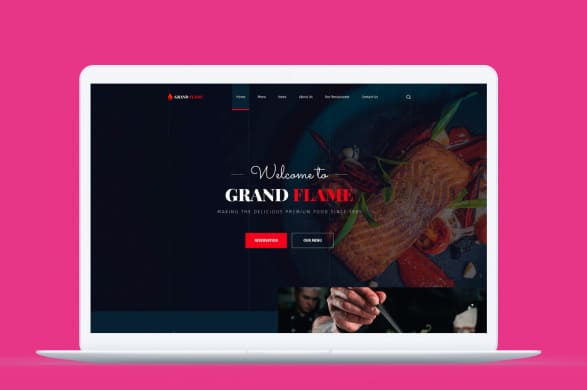 GRAND FLAME
Home Menu News About Us Our Restaurants Contact Us
Welcome to
GRAND FLAME
MAKING THE DELICIOUS PREMIUM FOOD SINCE
RESERVATION OUR MENU